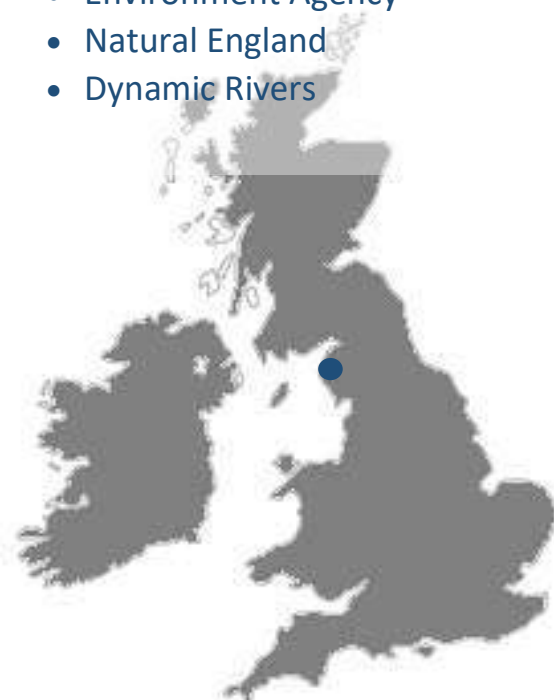 • Environment Agency
• Natural England
• Dynamic Rivers